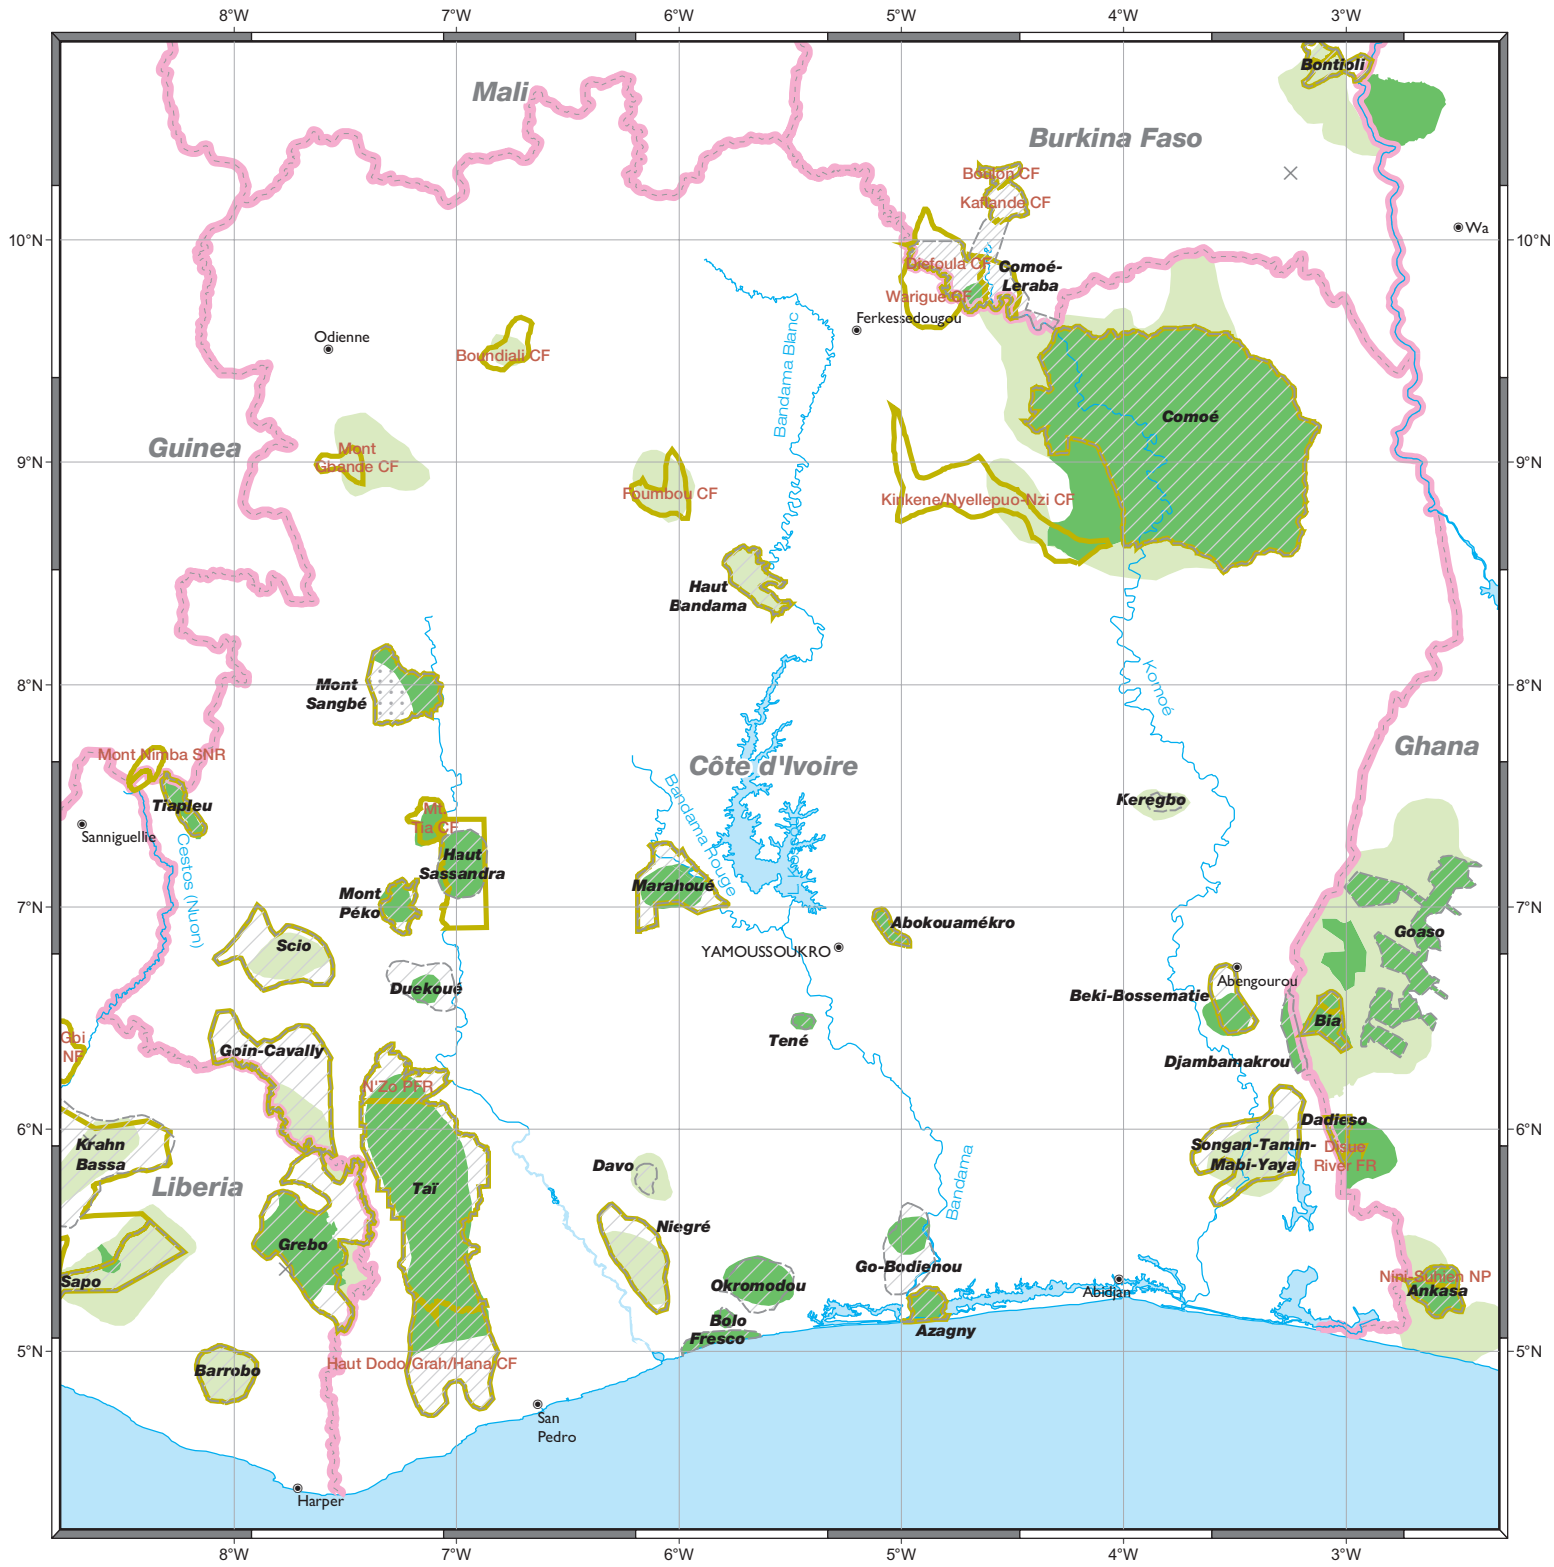 8°W 7°W 6°W 5°W 4°W 3°W
Mali
Bontioli
Burkina Faso
Boulon CF
Kaflande CF
Wa
10°N 10°N
Diefoula CF
Comoé-
Leraba
Warigue CF
Ferkessedougou
Odienne
Boundiali CF
Bandama Blanc
Comoé
Guinea
Mont
Gbande CF
9°N 9°N
Foumbou CF
Kinkene/Nyellepuo-Nzi CF
Haut
Bandama
Komoé
8°N 8°N
Mont
Sangbé
Mont Nimba SNR
Côte d'Ivoire
Ghana
Tiapleu
Keregbo
Bandama Rouge
Mt.
Tia CF
Sanniguellie
Cestos (Nuon)
Haut
Sassandra
Marahoué
Mont
Péko
7°N 7°N
Abokouamékro
Goaso
Scio
YAMOUSSOUKRO
Abengourou
Duekoué
Beki-Bossematie
Bia
Gbi
NF
Tené
Goin-Cavally
Djambamakrou
N'Zo PFR
6°N 6°N
Dadieso
Krahn
Bassa
Songan-Tamin-
Mabi-Yaya
Disue
River FR
Davo
Liberia
Taï
Bandama
Niegré
Grebo
Go-Bodienou
Sapo
Okromodou
Abidjan
Nini-Suhien NP
Ankasa
Bolo
Fresco
Azagny
5°N 5°N
Haut Dodo/Grah/Hana CF
Barrobo
San
Pedro
Harper
8°W 7°W 6°W 5°W 4°W 3°W